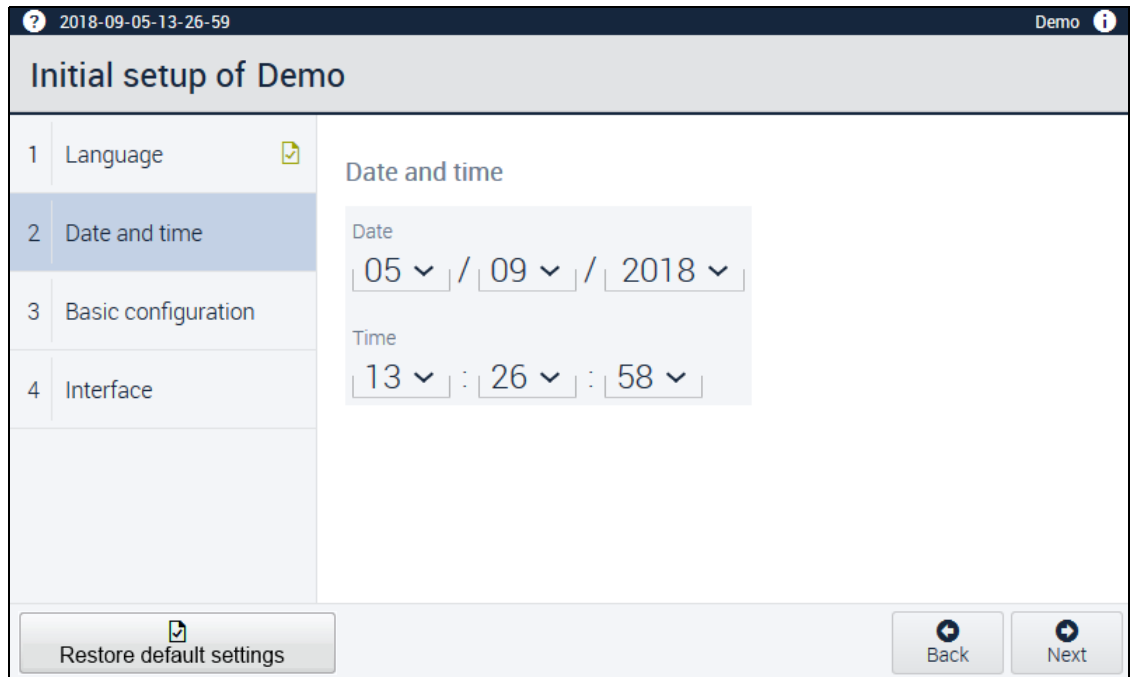 ? 2018-09-05-13-26-59 Demo i
Initial setup of Demo
1 Language
2 Date and time
3 Basic configuration
4 Interface
Date and time
Date
05 / 09 / 2018
Time
13 : 26 : 58
Restore default settings
Back
Next